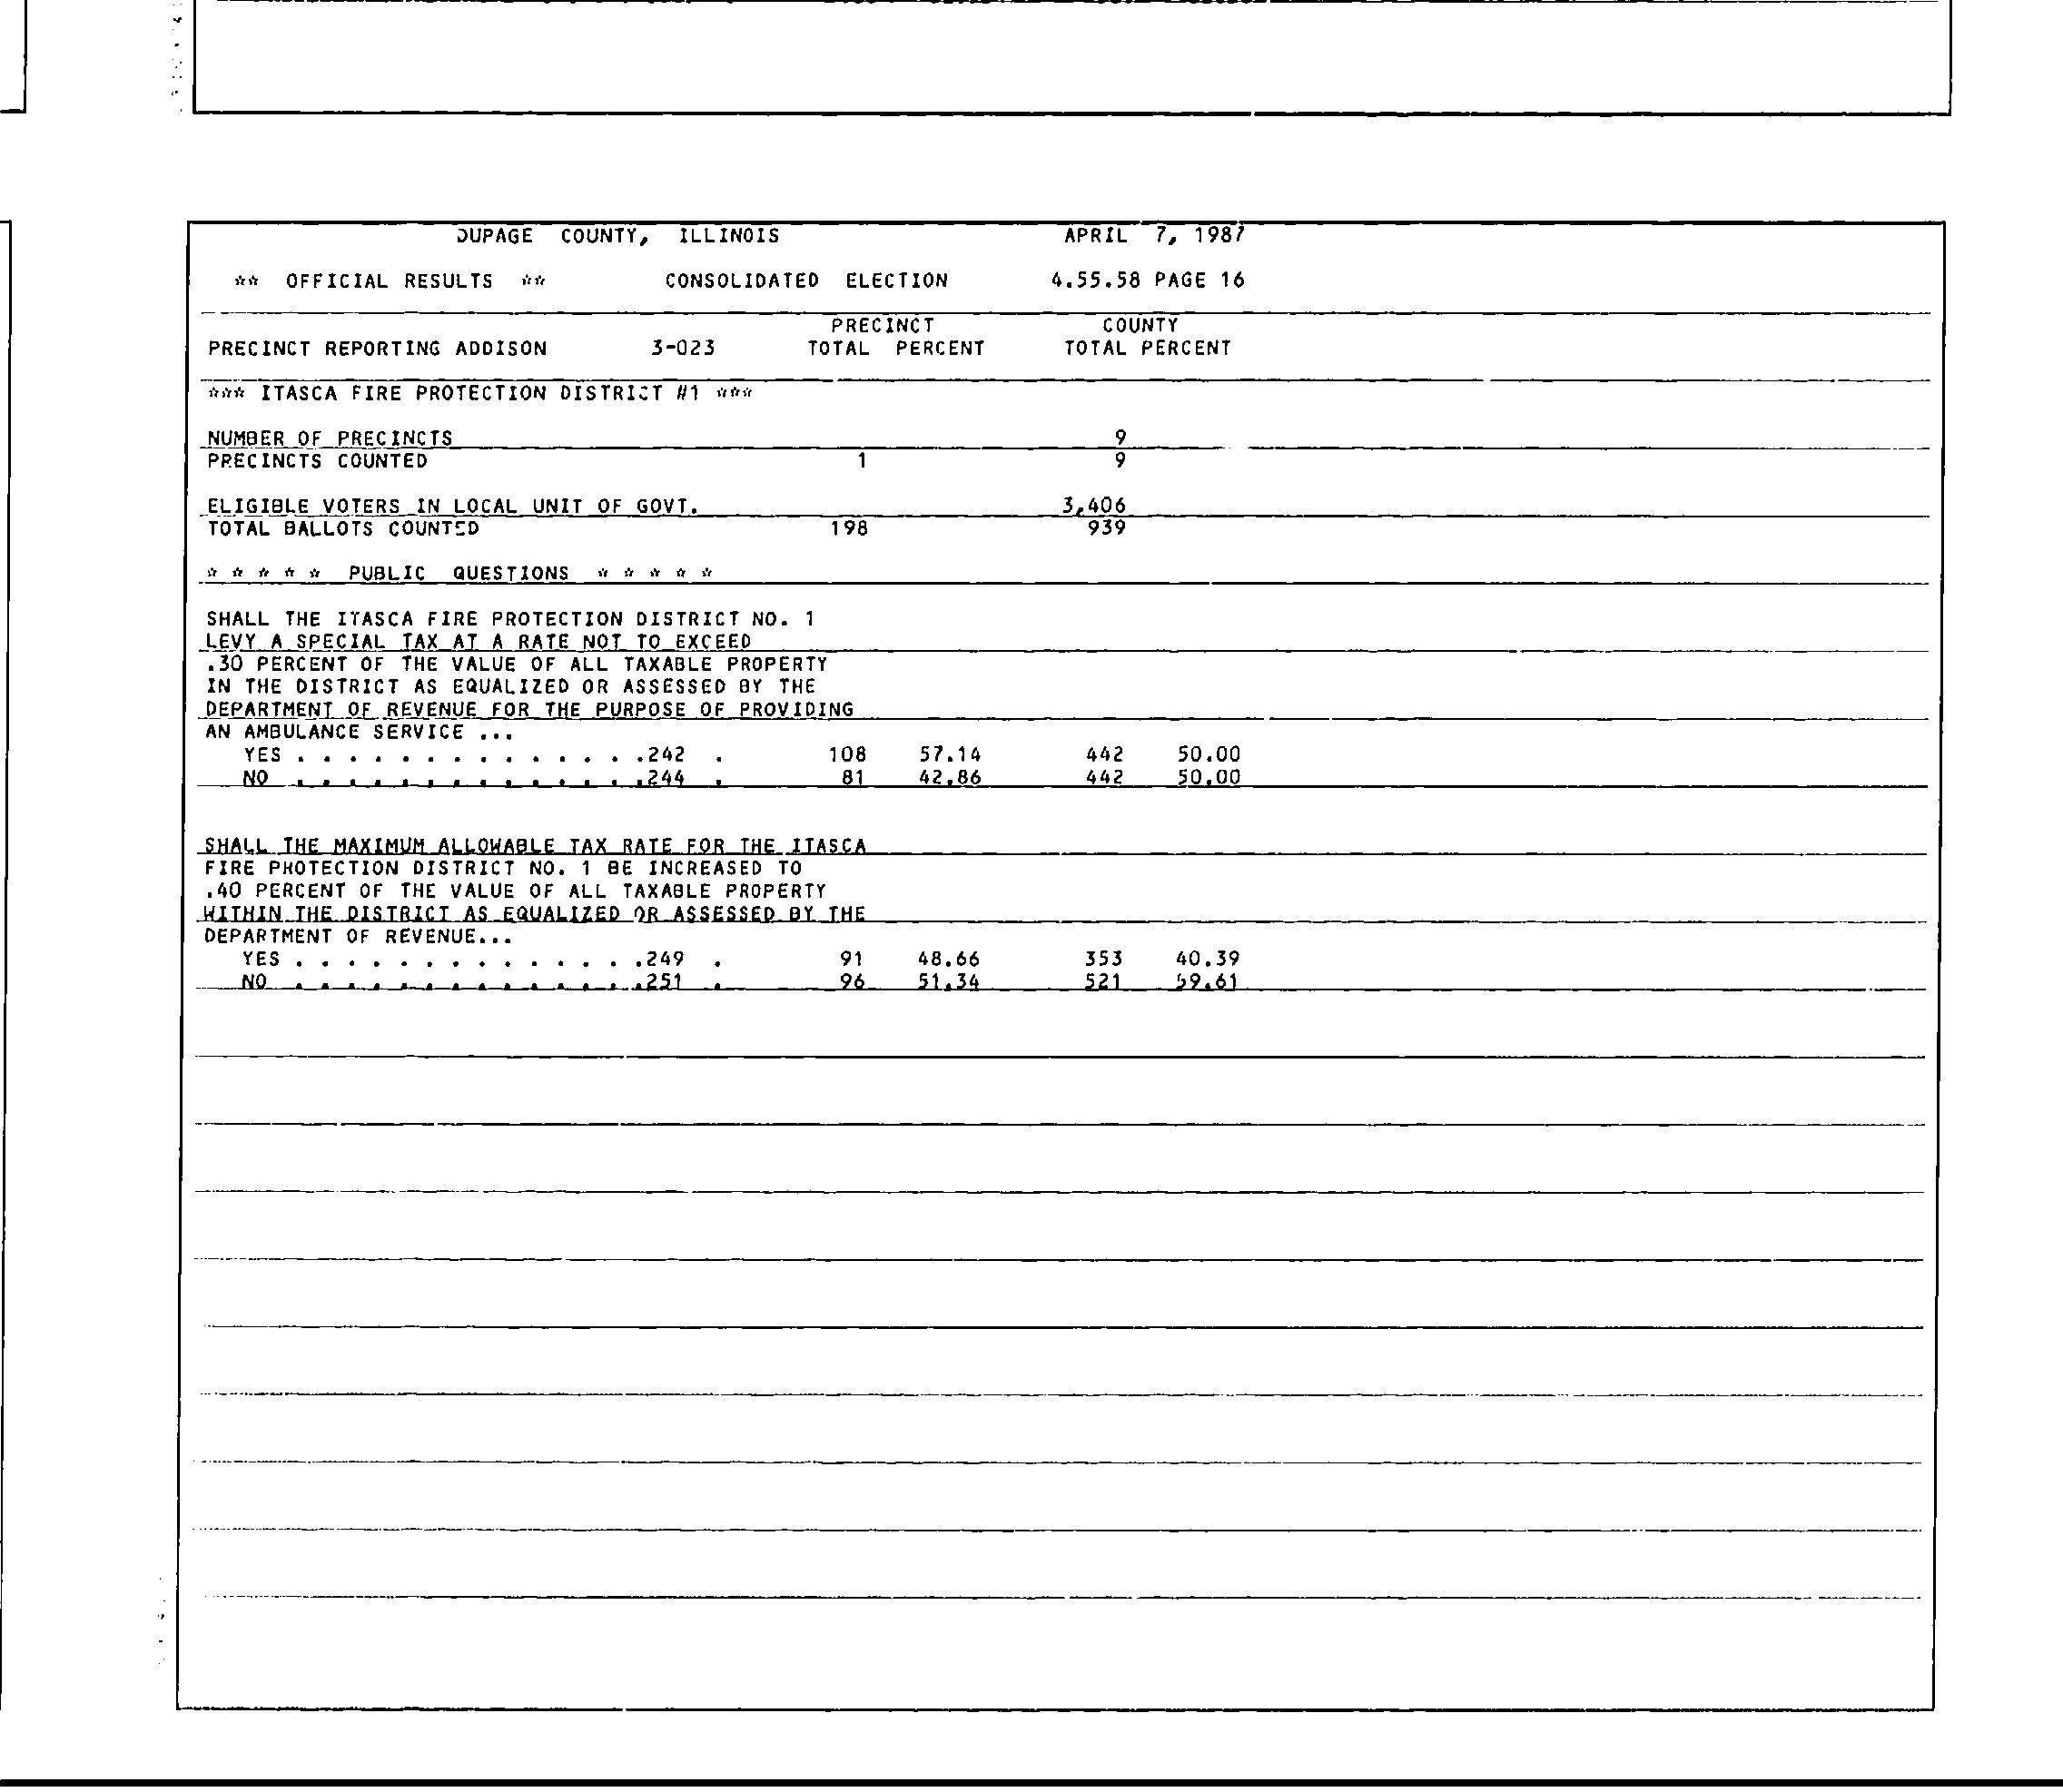 DUPAGE COUNTY, ILLINOIS APRIL 7, 1987
** OFFICIAL RESULTS ** CONSOLIDATED ELECTION 4.55.58 PAGE 16
PRECINCT COUNTY
PRECINCT REPORTING ADDISON 3-023 TOTAL PERCENT TOTAL PERCENT
*** ITASCA FIRE PROTECTION DISTRICT #1 ***
NUMBER OF PRECINCTS 9
PRECINCTS COUNTED 1 9
ELIGIBLE VOTERS IN LOCAL UNIT OF GOVT. 3,406
TOTAL BALLOTS COUNTED 198 939
* * * * * PUBLIC QUESTIONS * * * * *
SHALL THE ITASCA FIRE PROTECTION DISTRICT NO. 1
LEVY A SPECIAL TAX AT A RATE NOT TO EXCEED
.30 PERCENT OF THE VALUE OF ALL TAXABLE PROPERTY
IN THE DISTRICT AS EQUALIZED OR ASSESSED BY THE
DEPARTMENT OF REVENUE FOR THE PURPOSE OF PROVIDING
AN AMBULANCE SERVICE ...
YES . . . . . . . . . . . . . .242 . 108 57.14 442 50.00
NO . . . . . . . . . . . . . .244 . 81 42.86 442 50.00
SHALL THE MAXIMUM ALLOWABLE TAX RATE FOR THE ITASCA
FIRE PROTECTION DISTRICT NO. 1 BE INCREASED TO
.40 PERCENT OF THE VALUE OF ALL TAXABLE PROPERTY
WITHIN THE DISTRICT AS EQUALIZED OR ASSESSED BY THE
DEPARTMENT OF REVENUE...
YES . . . . . . . . . . . . . .249 . 91 48.66 353 40.39
NO . . . . . . . . . . . . . .251 . 96 51.34 521 59.61